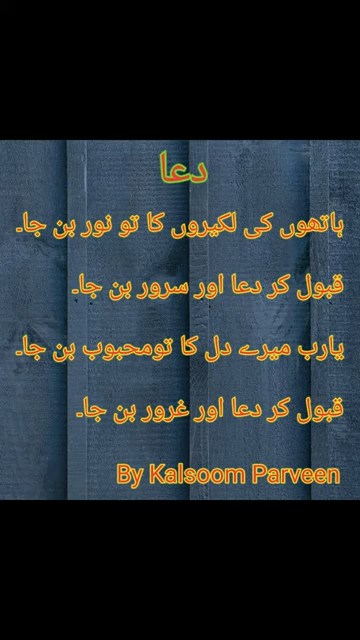 دعا
ہاتھوں کی لکیروں کا تو نور بن جا۔
قبول کر دعا اور سرور بن جا۔
یارب میرے دل کا تومحبوب بن جا۔
قبول کر دعا اور غرور بن جا۔
By Kalsoom Parveen